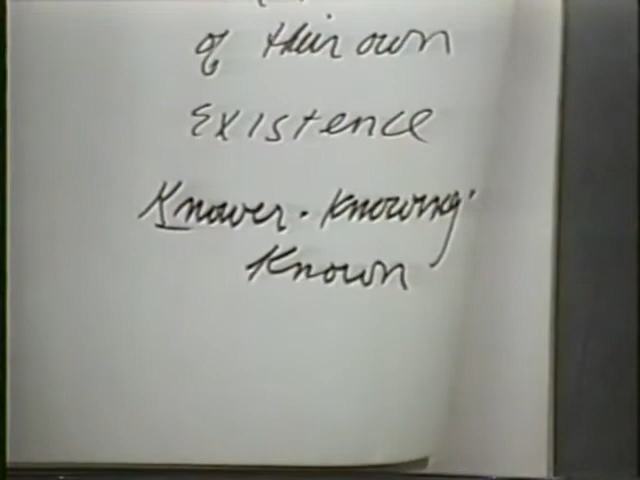 of their own
Existence
Knower · Knowing ·
Known